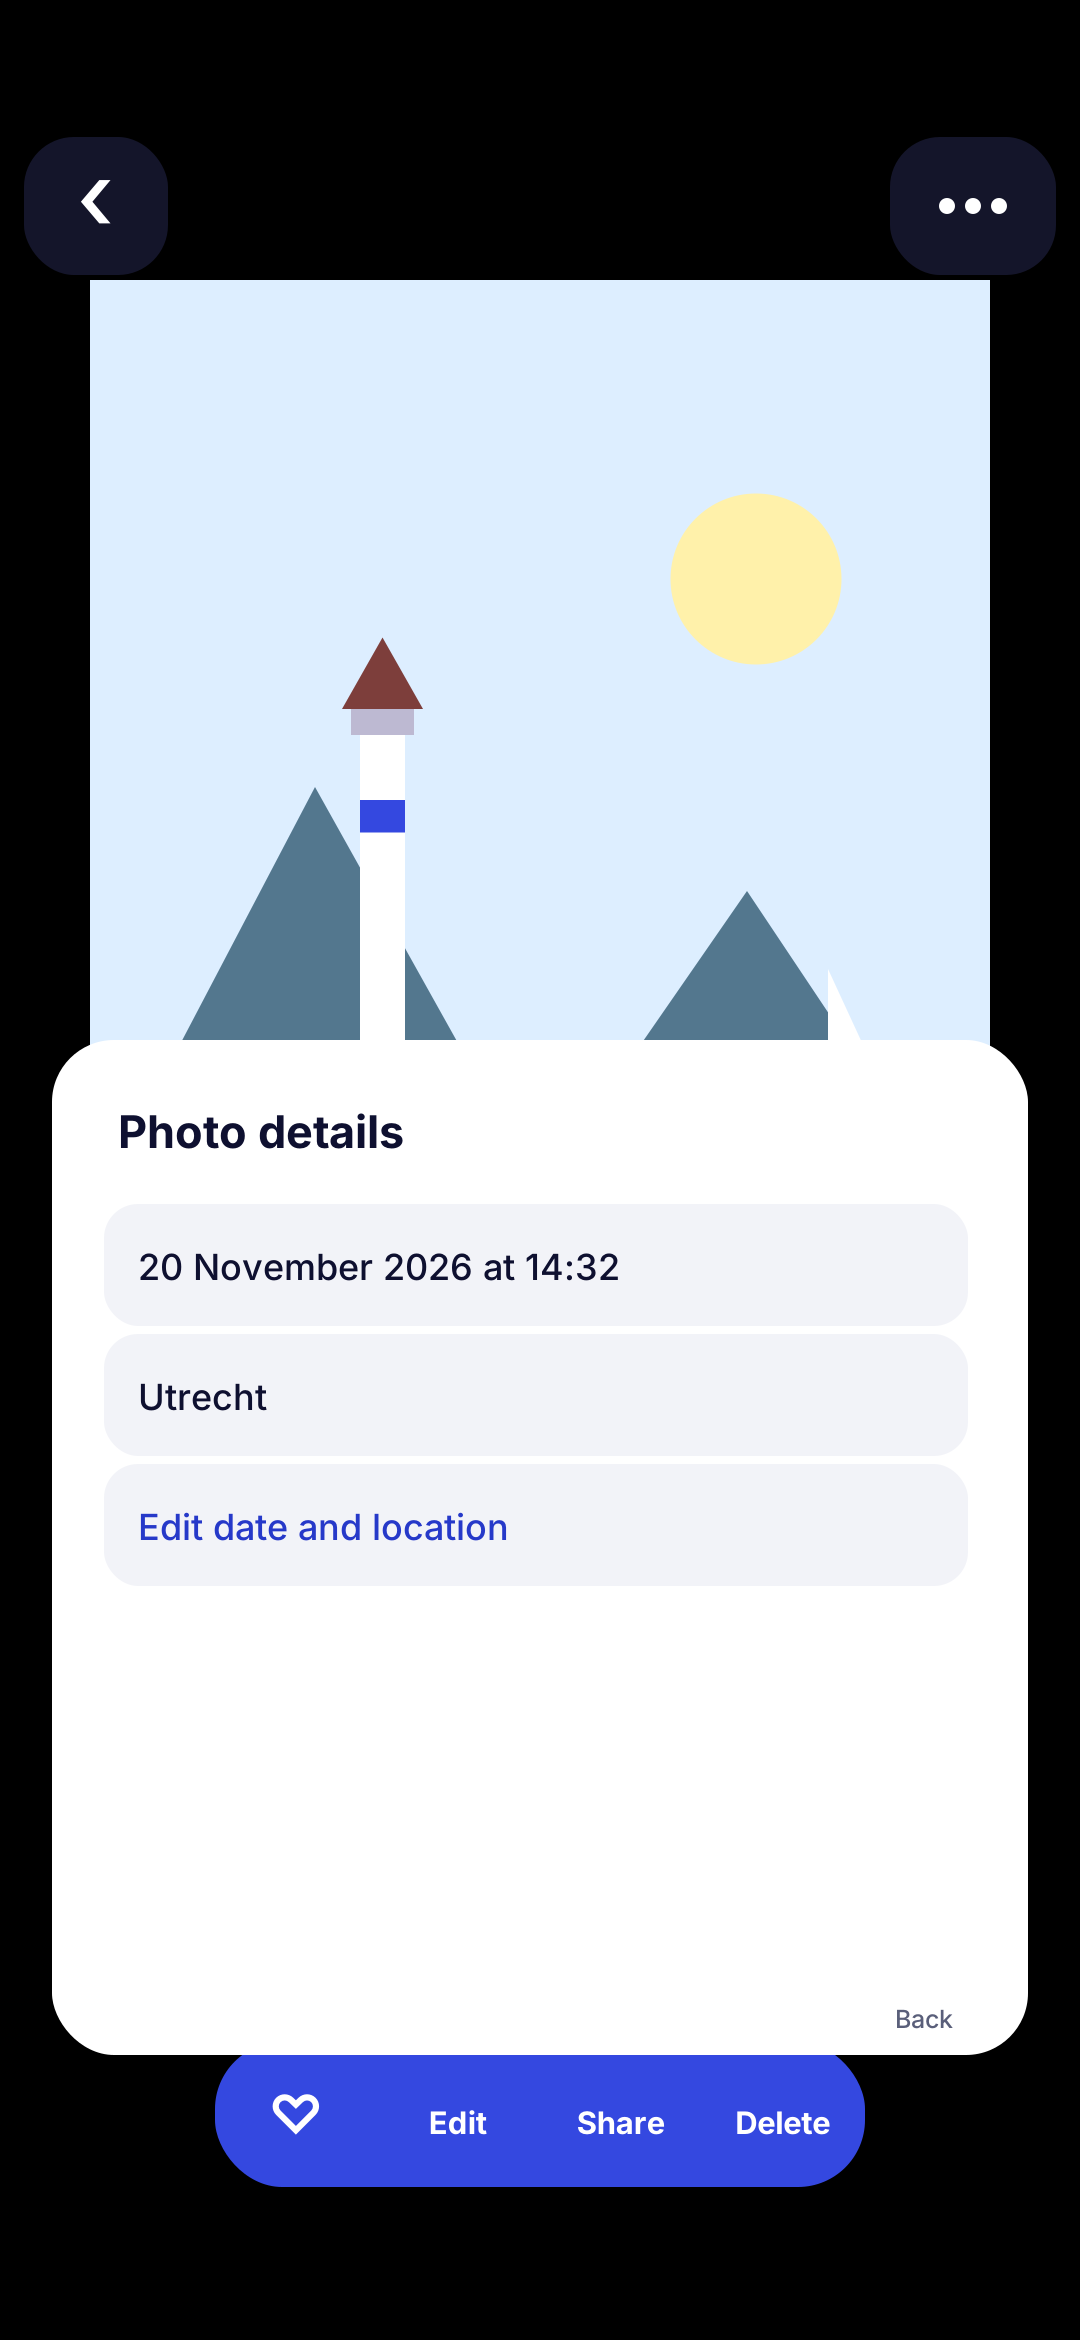 Photo details
20 November 2026 at 14:32
Utrecht
Edit date and location
Back
Edit Share Delete